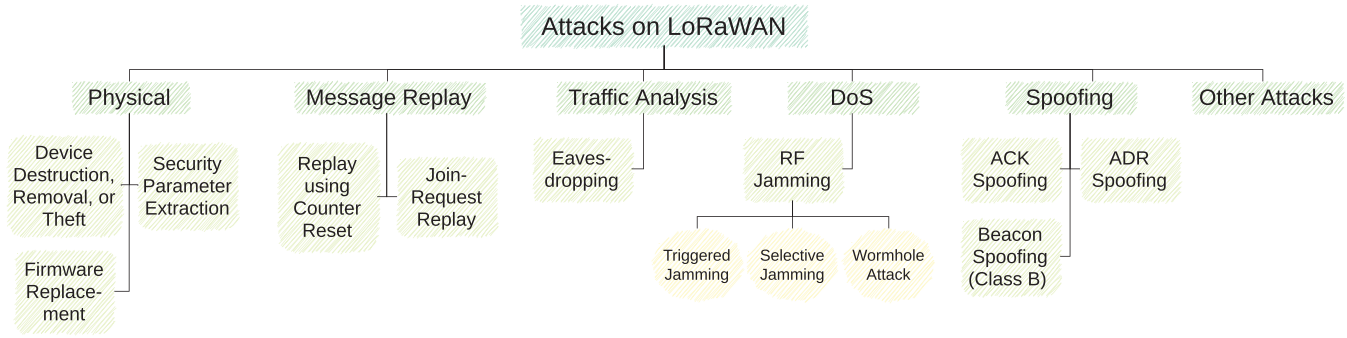 Attacks on LoRaWAN
Physical
Message Replay
Traffic Analysis
DoS
Spoofing
Other Attacks
Device
Destruction,
Removal, or
Theft
Security
Parameter
Extraction
Firmware
Replace-
ment
Replay
using
Counter
Reset
Join-
Request
Replay
Eaves-
dropping
RF
Jamming
Triggered
Jamming
Selective
Jamming
Wormhole
Attack
ACK
Spoofing
ADR
Spoofing
Beacon
Spoofing
(Class B)